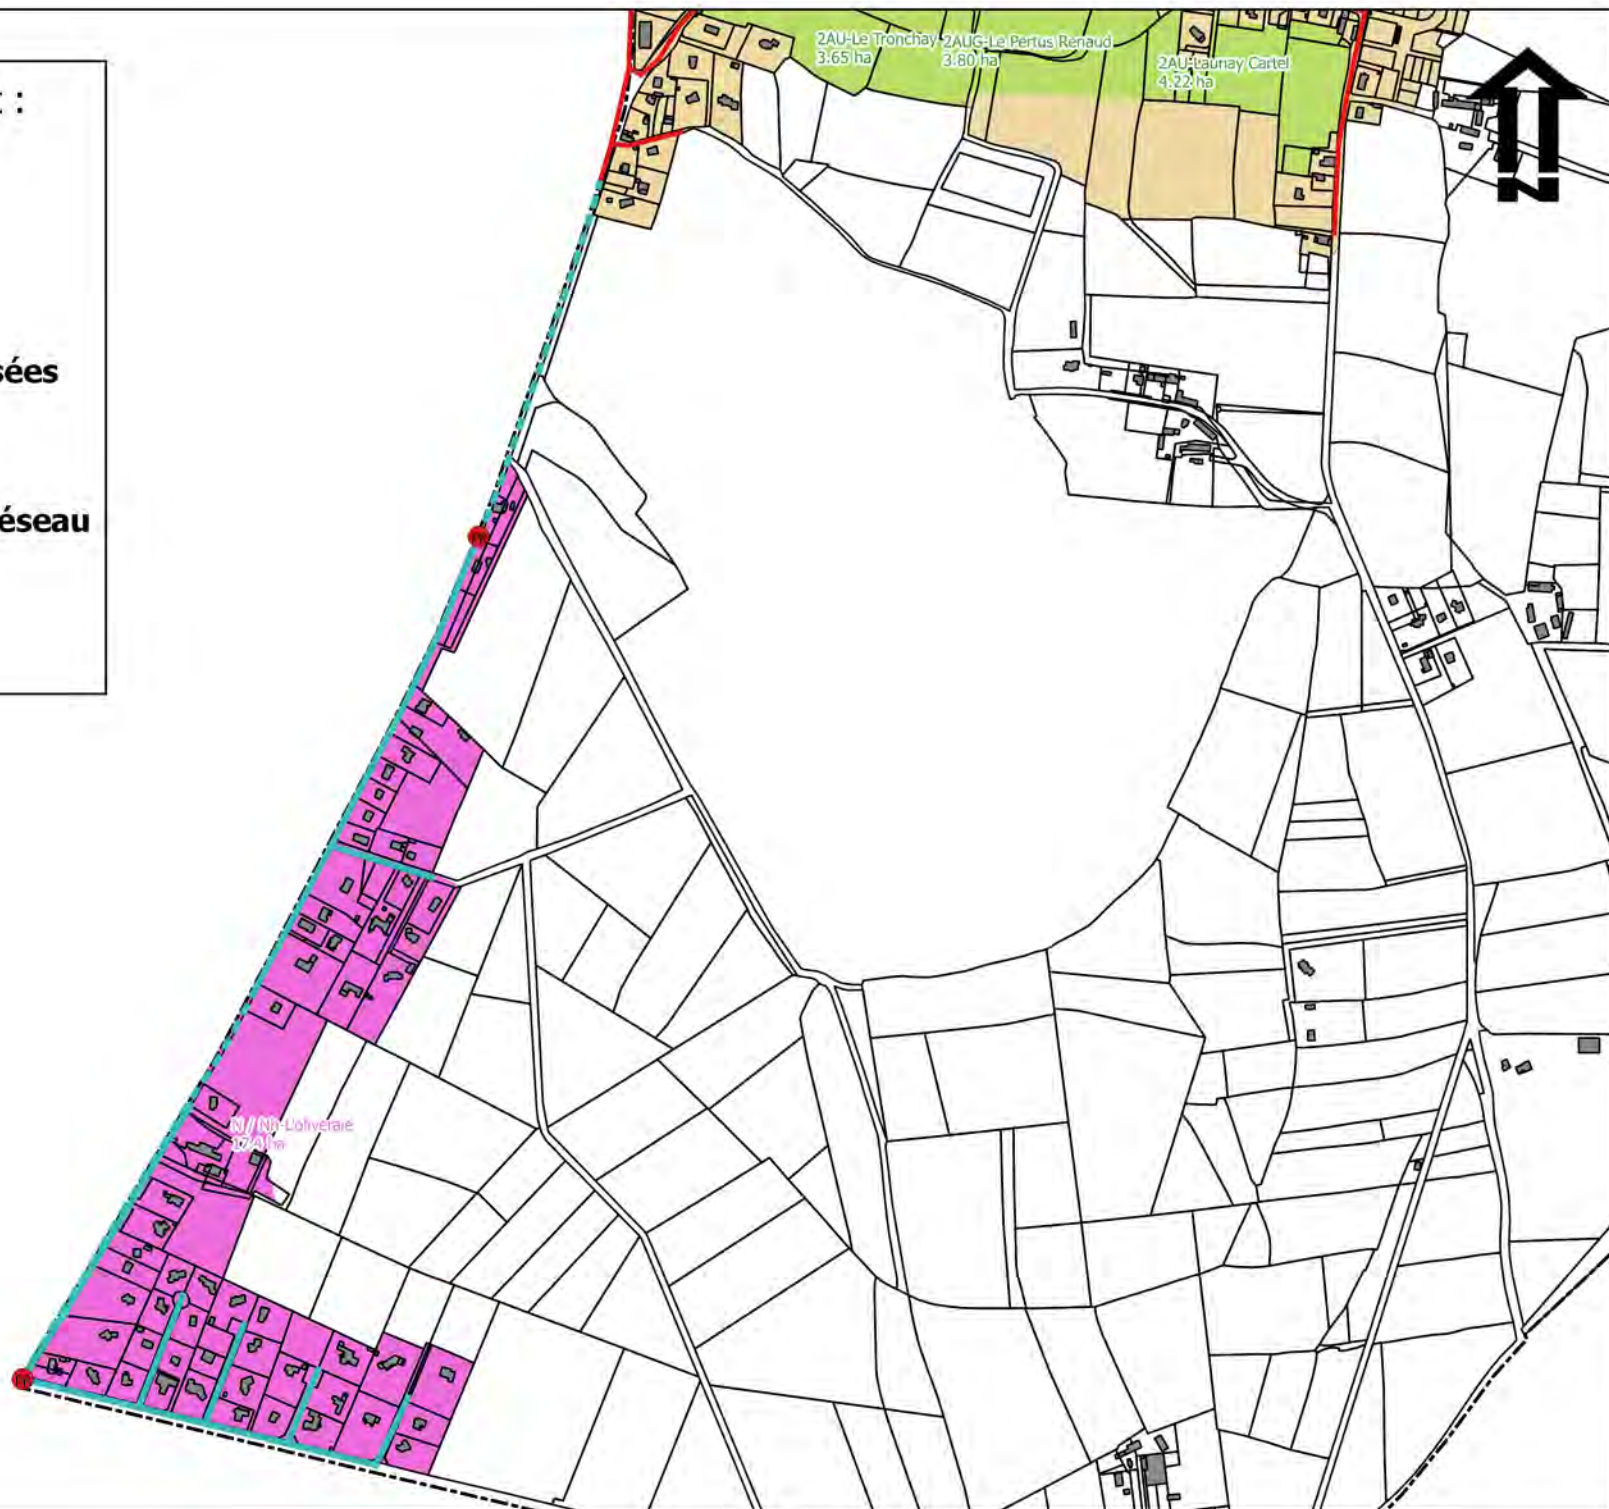 :
sées
éseau
2AU-Le Tronchay
3.65 ha
2AUG-Le Pertus Renaud
3.80 ha
2AU-Launay Cartel
4.22 ha
N
N / Nh-L'oliveraie
17.4 ha